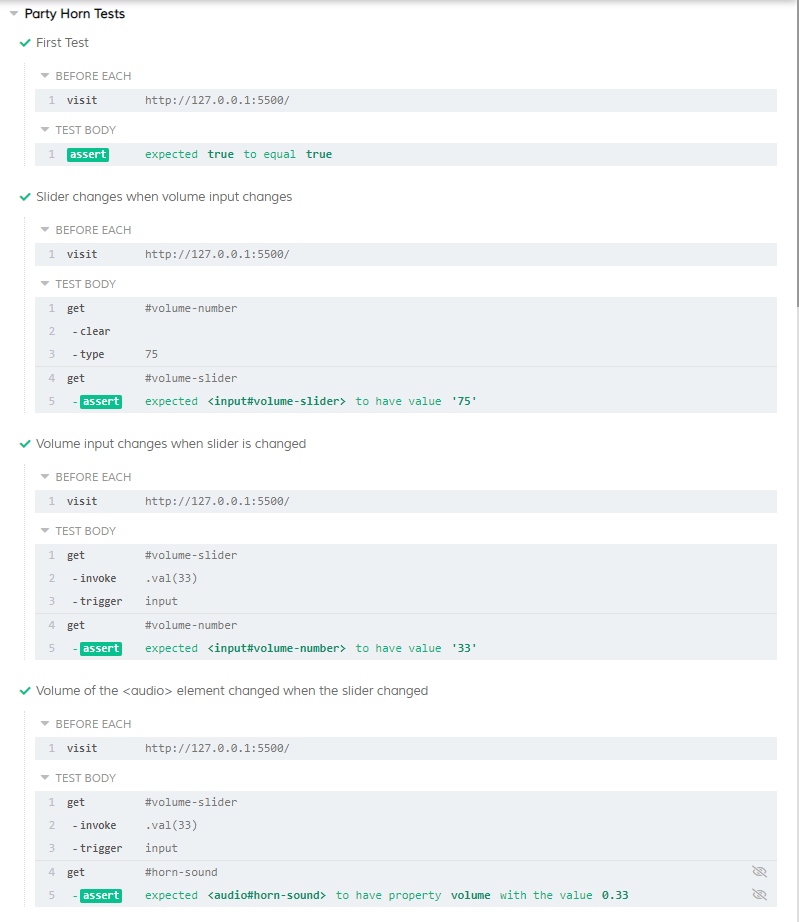 Party Horn Tests
First Test
BEFORE EACH
1 visit http://127.0.0.1:5500/
TEST BODY
1 assert expected true to equal true
Slider changes when volume input changes
BEFORE EACH
1 visit http://127.0.0.1:5500/
TEST BODY
1 get #volume-number
2 -clear
3 -type 75
4 get #volume-slider
5 -assert expected <input#volume-slider> to have value '75'
Volume input changes when slider is changed
BEFORE EACH
1 visit http://127.0.0.1:5500/
TEST BODY
1 get #volume-slider
2 -invoke .val(33)
3 -trigger input
4 get #volume-number
5 -assert expected <input#volume-number> to have value '33'
Volume of the <audio> element changed when the slider changed
BEFORE EACH
1 visit http://127.0.0.1:5500/
TEST BODY
1 get #volume-slider
2 -invoke .val(33)
3 -trigger input
4 get #horn-sound
5 -assert expected <audio#horn-sound> to have property volume with the value 0.33